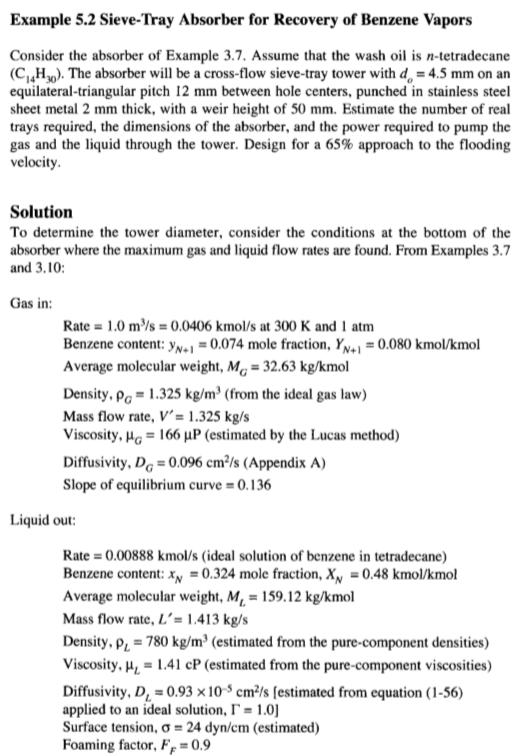 Example 5.2 Sieve-Tray Absorber for Recovery of Benzene Vapors
Consider the absorber of Example 3.7. Assume that the wash oil is n-tetradecane
(C₁₄H₃₀). The absorber will be a cross-flow sieve-tray tower with dₒ = 4.5 mm on an
equilateral-triangular pitch 12 mm between hole centers, punched in stainless steel
sheet metal 2 mm thick, with a weir height of 50 mm. Estimate the number of real
trays required, the dimensions of the absorber, and the power required to pump the
gas and the liquid through the tower. Design for a 65% approach to the flooding
velocity.
Solution
To determine the tower diameter, consider the conditions at the bottom of the
absorber where the maximum gas and liquid flow rates are found. From Examples 3.7
and 3.10:
Gas in:
Rate = 1.0 m³/s = 0.0406 kmol/s at 300 K and 1 atm
Benzene content: y_N+1 = 0.074 mole fraction, Y_N+1 = 0.080 kmol/kmol
Average molecular weight, M_G = 32.63 kg/kmol
Density, ρ_G = 1.325 kg/m³ (from the ideal gas law)
Mass flow rate, V′ = 1.325 kg/s
Viscosity, μ_G = 166 μP (estimated by the Lucas method)
Diffusivity, D_G = 0.096 cm²/s (Appendix A)
Slope of equilibrium curve = 0.136
Liquid out:
Rate = 0.00888 kmol/s (ideal solution of benzene in tetradecane)
Benzene content: x_N = 0.324 mole fraction, X_N = 0.48 kmol/kmol
Average molecular weight, M_L = 159.12 kg/kmol
Mass flow rate, L′ = 1.413 kg/s
Density, ρ_L = 780 kg/m³ (estimated from the pure-component densities)
Viscosity, μ_L = 1.41 cP (estimated from the pure-component viscosities)
Diffusivity, D_L = 0.93 × 10⁻⁵ cm²/s [estimated from equation (1-56)
applied to an ideal solution, Γ = 1.0]
Surface tension, σ = 24 dyn/cm (estimated)
Foaming factor, F_F = 0.9